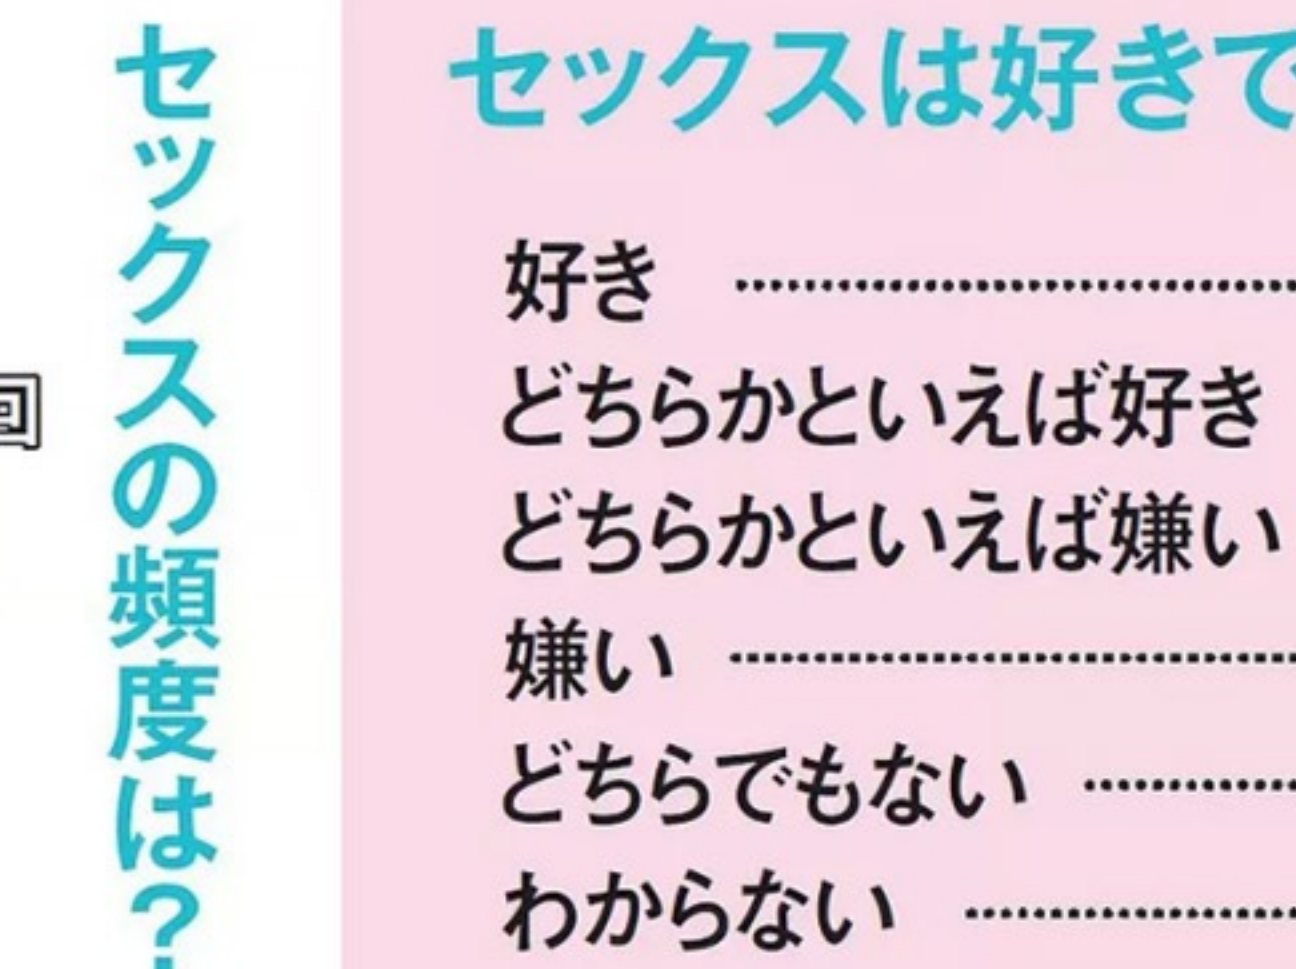 セックスは好きで
好き
どちらかといえば好き
どちらかといえば嫌い
嫌い
どちらでもない
わからない
セックスの頻度は?
回